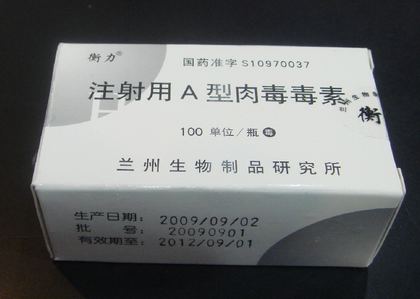 衡力®
国药准字 S10970037
注射用 A 型肉毒毒素
100 单位/瓶 毒
衡
兰州生物制品研究所
生产日期: 2009/09/02
批 号: 20090901
有效期至: 2012/09/01